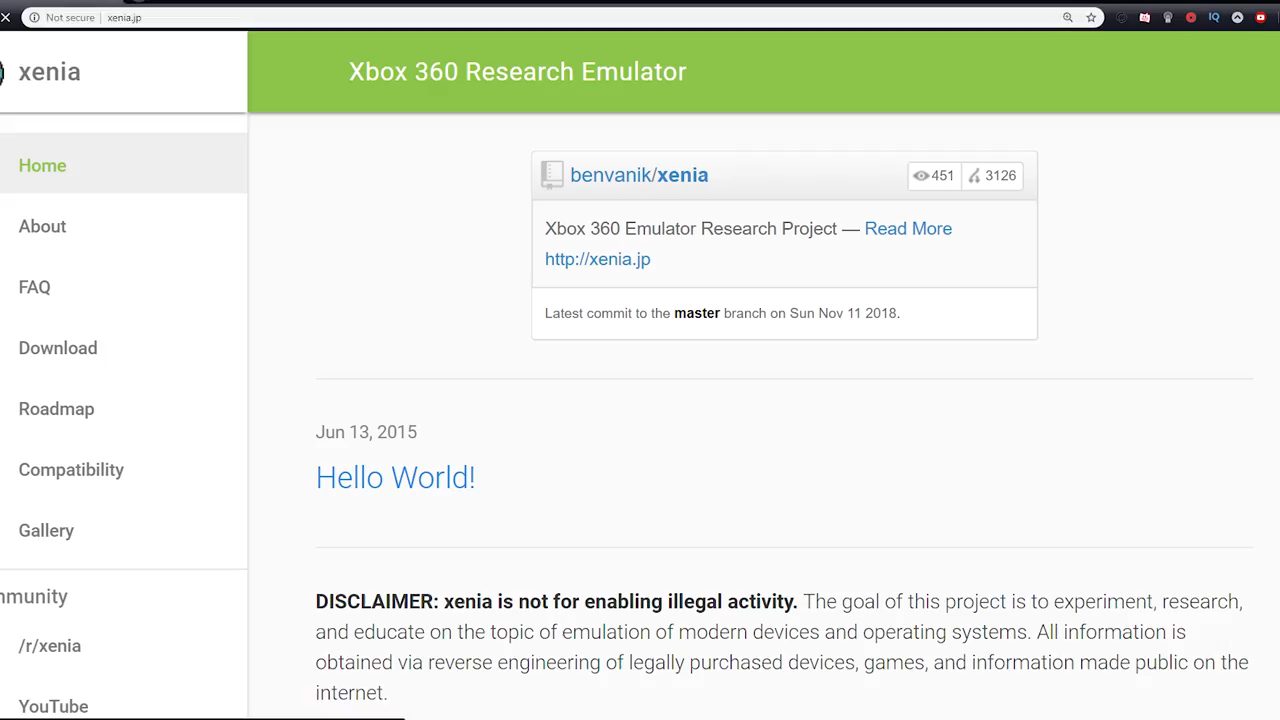 Not secure | xenia.jp
IQ
xenia
Xbox 360 Research Emulator
Home
About
FAQ
Download
Roadmap
Compatibility
Gallery
mmunity
/r/xenia
YouTube
benvanik/xenia
451
3126
Xbox 360 Emulator Research Project — Read More
http://xenia.jp
Latest commit to the master branch on Sun Nov 11 2018.
Jun 13, 2015
Hello World!
DISCLAIMER: xenia is not for enabling illegal activity. The goal of this project is to experiment, research,
and educate on the topic of emulation of modern devices and operating systems. All information is
obtained via reverse engineering of legally purchased devices, games, and information made public on the
internet.